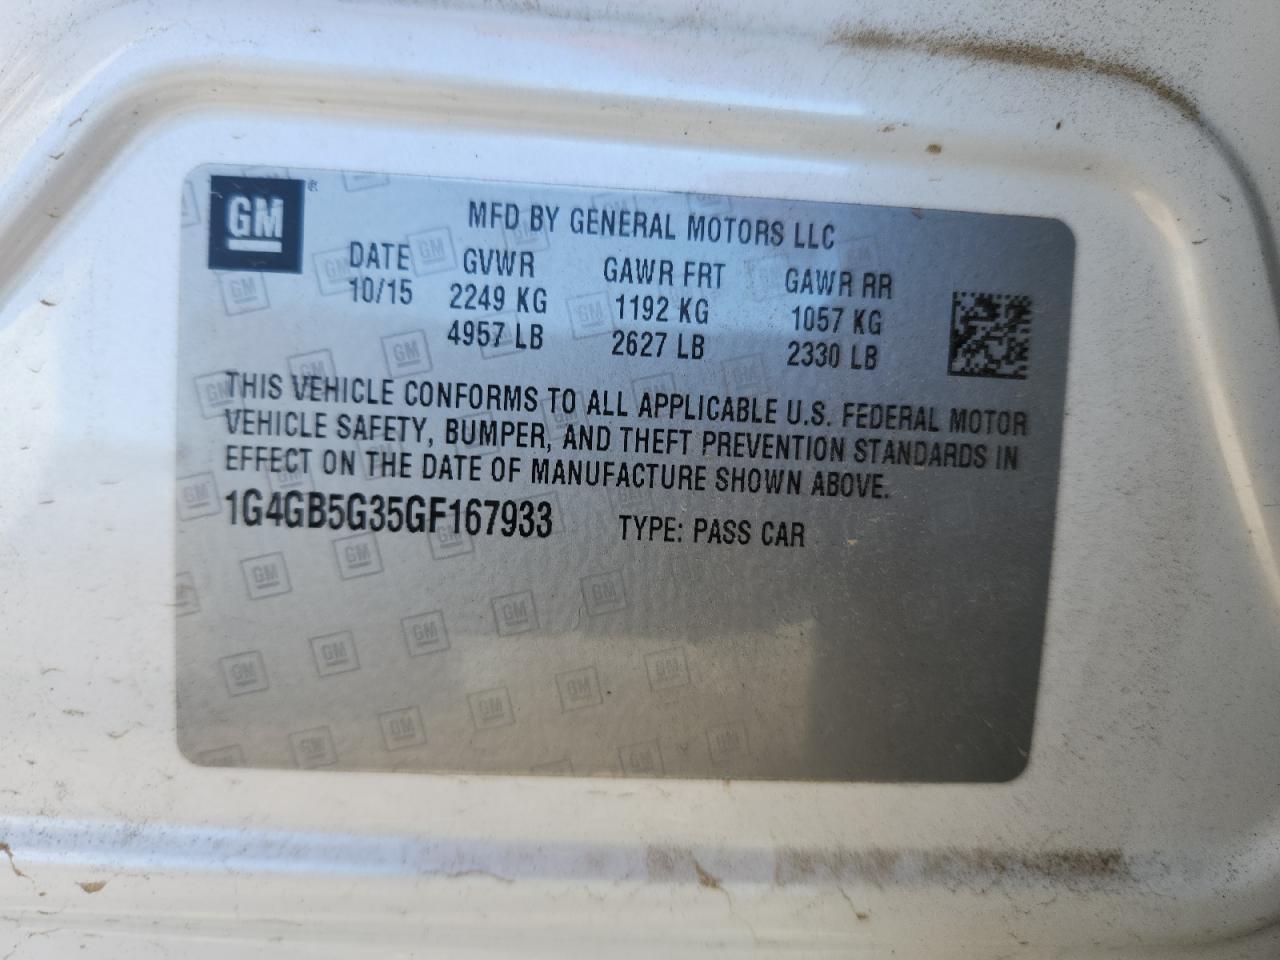 GM ®
MFD BY GENERAL MOTORS LLC
DATE GVWR GAWR FRT GAWR RR
10/15 2249 KG 1192 KG 1057 KG
4957 LB 2627 LB 2330 LB
THIS VEHICLE CONFORMS TO ALL APPLICABLE U.S. FEDERAL MOTOR
VEHICLE SAFETY, BUMPER, AND THEFT PREVENTION STANDARDS IN
EFFECT ON THE DATE OF MANUFACTURE SHOWN ABOVE.
1G4GB5G35GF167933 TYPE: PASS CAR